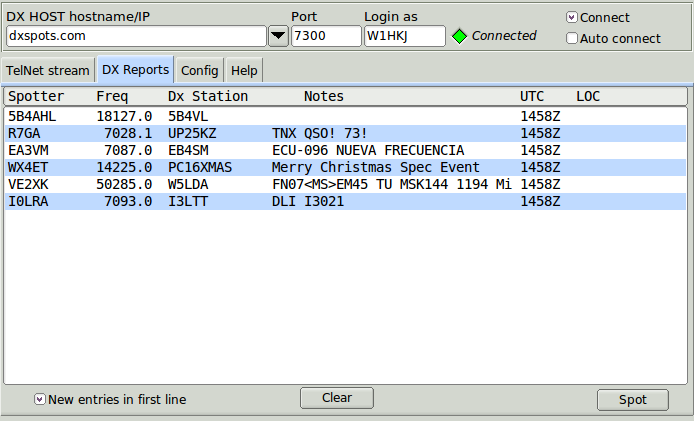 DX HOST hostname/IP Port Login as Connect
dxspots.com 7300 W1HKJ Connected
Auto connect
TelNet stream DX Reports Config Help
Spotter Freq Dx Station Notes UTC LOC
5B4AHL 18127.0 5B4VL 1458Z
R7GA 7028.1 UP25KZ TNX QSO! 73! 1458Z
EA3VM 7087.0 EB4SM ECU-096 NUEVA FRECUENCIA 1458Z
WX4ET 14225.0 PC16XMAS Merry Christmas Spec Event 1458Z
VE2XK 50285.0 W5LDA FN07<MS>EM45 TU MSK144 1194 Mi 1458Z
I0LRA 7093.0 I3LTT DLI I3021 1458Z
New entries in first line Clear Spot